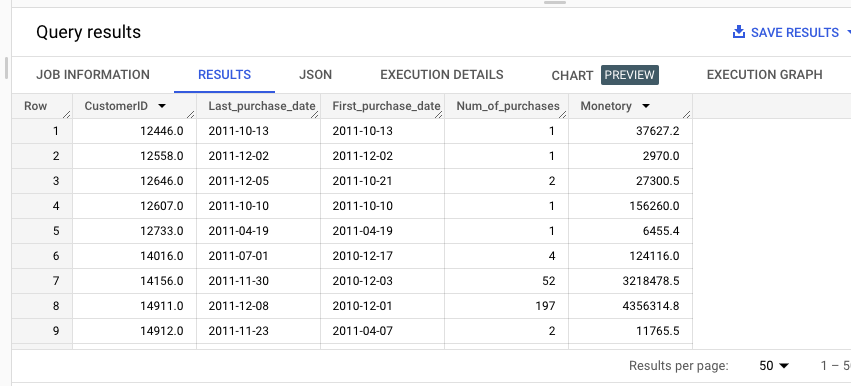 Query results
SAVE RESULTS
JOB INFORMATION RESULTS JSON EXECUTION DETAILS CHART PREVIEW EXECUTION GRAPH
Row CustomerID Last_purchase_date First_purchase_date Num_of_purchases Monetory
1 12446.0 2011-10-13 2011-10-13 1 37627.2
2 12558.0 2011-12-02 2011-12-02 1 2970.0
3 12646.0 2011-12-05 2011-10-21 2 27300.5
4 12607.0 2011-10-10 2011-10-10 1 156260.0
5 12733.0 2011-04-19 2011-04-19 1 6455.4
6 14016.0 2011-07-01 2010-12-17 4 124116.0
7 14156.0 2011-11-30 2010-12-03 52 3218478.5
8 14911.0 2011-12-08 2010-12-01 197 4356314.8
9 14912.0 2011-11-23 2011-04-07 2 11765.5
Results per page: 50 1 – 50